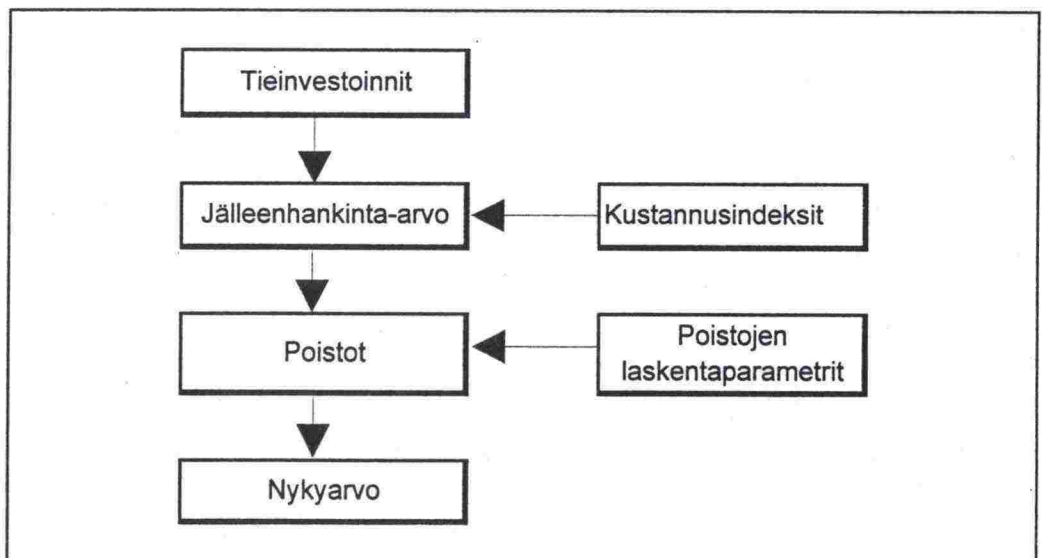 Tieinvestoinnit
Jälleenhankinta-arvo
Kustannusindeksit
Poistot
Poistojen
laskentaparametrit
Nykyarvo